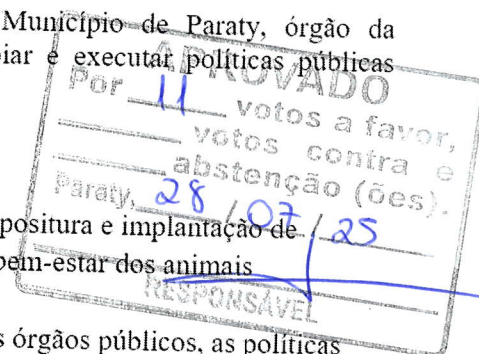 Município de Paraty, órgão da
iar e executar políticas públicas
APROVADO
Por 11 votos a favor,
votos contra e
abstenção (ões).
Paraty, 28 / 07 / 25
RESPONSÁVEL
positura e implantação de
bem-estar dos animais
s órgãos públicos, as políticas